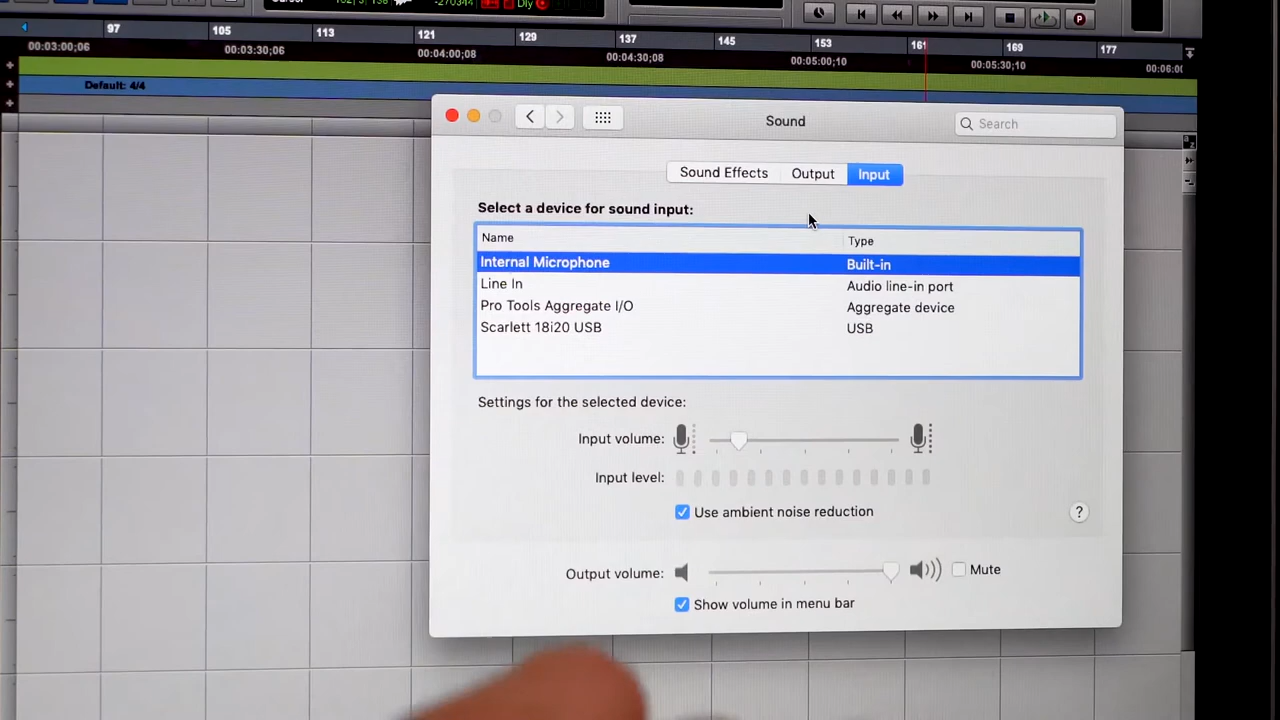 Dly
97 105 113 121 129 137 145 153 161 169 177
00:03:00;06 00:03:30;06 00:04:00;08 00:04:30;08 00:05:00;10 00:05:30;10
Default: 4/4
Sound
Search
Sound Effects Output Input
Select a device for sound input:
Name Type
Internal Microphone Built-in
Line In Audio line-in port
Pro Tools Aggregate I/O Aggregate device
Scarlett 18i20 USB USB
Settings for the selected device:
Input volume:
Input level:
Use ambient noise reduction
?
Output volume: Mute
Show volume in menu bar